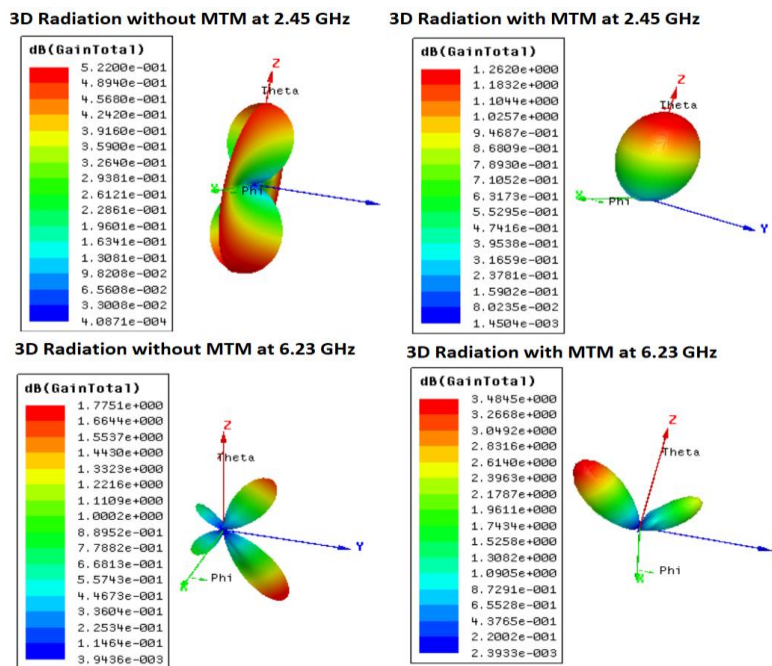 3D Radiation without MTM at 2.45 GHz
dB(GainTotal)
5.2200e-001
4.8940e-001
4.5680e-001
4.2420e-001
3.9160e-001
3.5900e-001
3.2640e-001
2.9381e-001
2.6121e-001
2.2861e-001
1.9601e-001
1.6341e-001
1.3081e-001
9.8208e-002
6.5608e-002
3.3008e-002
4.0871e-004
Z
Theta
X
Phi
3D Radiation with MTM at 2.45 GHz
dB(GainTotal)
1.2620e+000
1.1832e+000
1.1044e+000
1.0257e+000
9.4687e-001
8.6809e-001
7.8930e-001
7.1052e-001
6.3173e-001
5.5295e-001
4.7416e-001
3.9538e-001
3.1659e-001
2.3781e-001
1.5902e-001
8.0235e-002
1.4504e-003
Z
Theta
X
Phi
Y
3D Radiation without MTM at 6.23 GHz
dB(GainTotal)
1.7751e+000
1.6644e+000
1.5537e+000
1.4430e+000
1.3323e+000
1.2216e+000
1.1109e+000
1.0002e+000
8.8952e-001
7.7882e-001
6.6813e-001
5.5743e-001
4.4673e-001
3.3604e-001
2.2534e-001
1.1464e-001
3.9436e-003
Z
Theta
Y
X
Phi
3D Radiation with MTM at 6.23 GHz
dB(GainTotal)
3.4845e+000
3.2668e+000
3.0492e+000
2.8316e+000
2.6140e+000
2.3963e+000
2.1787e+000
1.9611e+000
1.7434e+000
1.5258e+000
1.3082e+000
1.0905e+000
8.7291e-001
6.5528e-001
4.3765e-001
2.2002e-001
2.3933e-003
Z
Theta
Phi
X